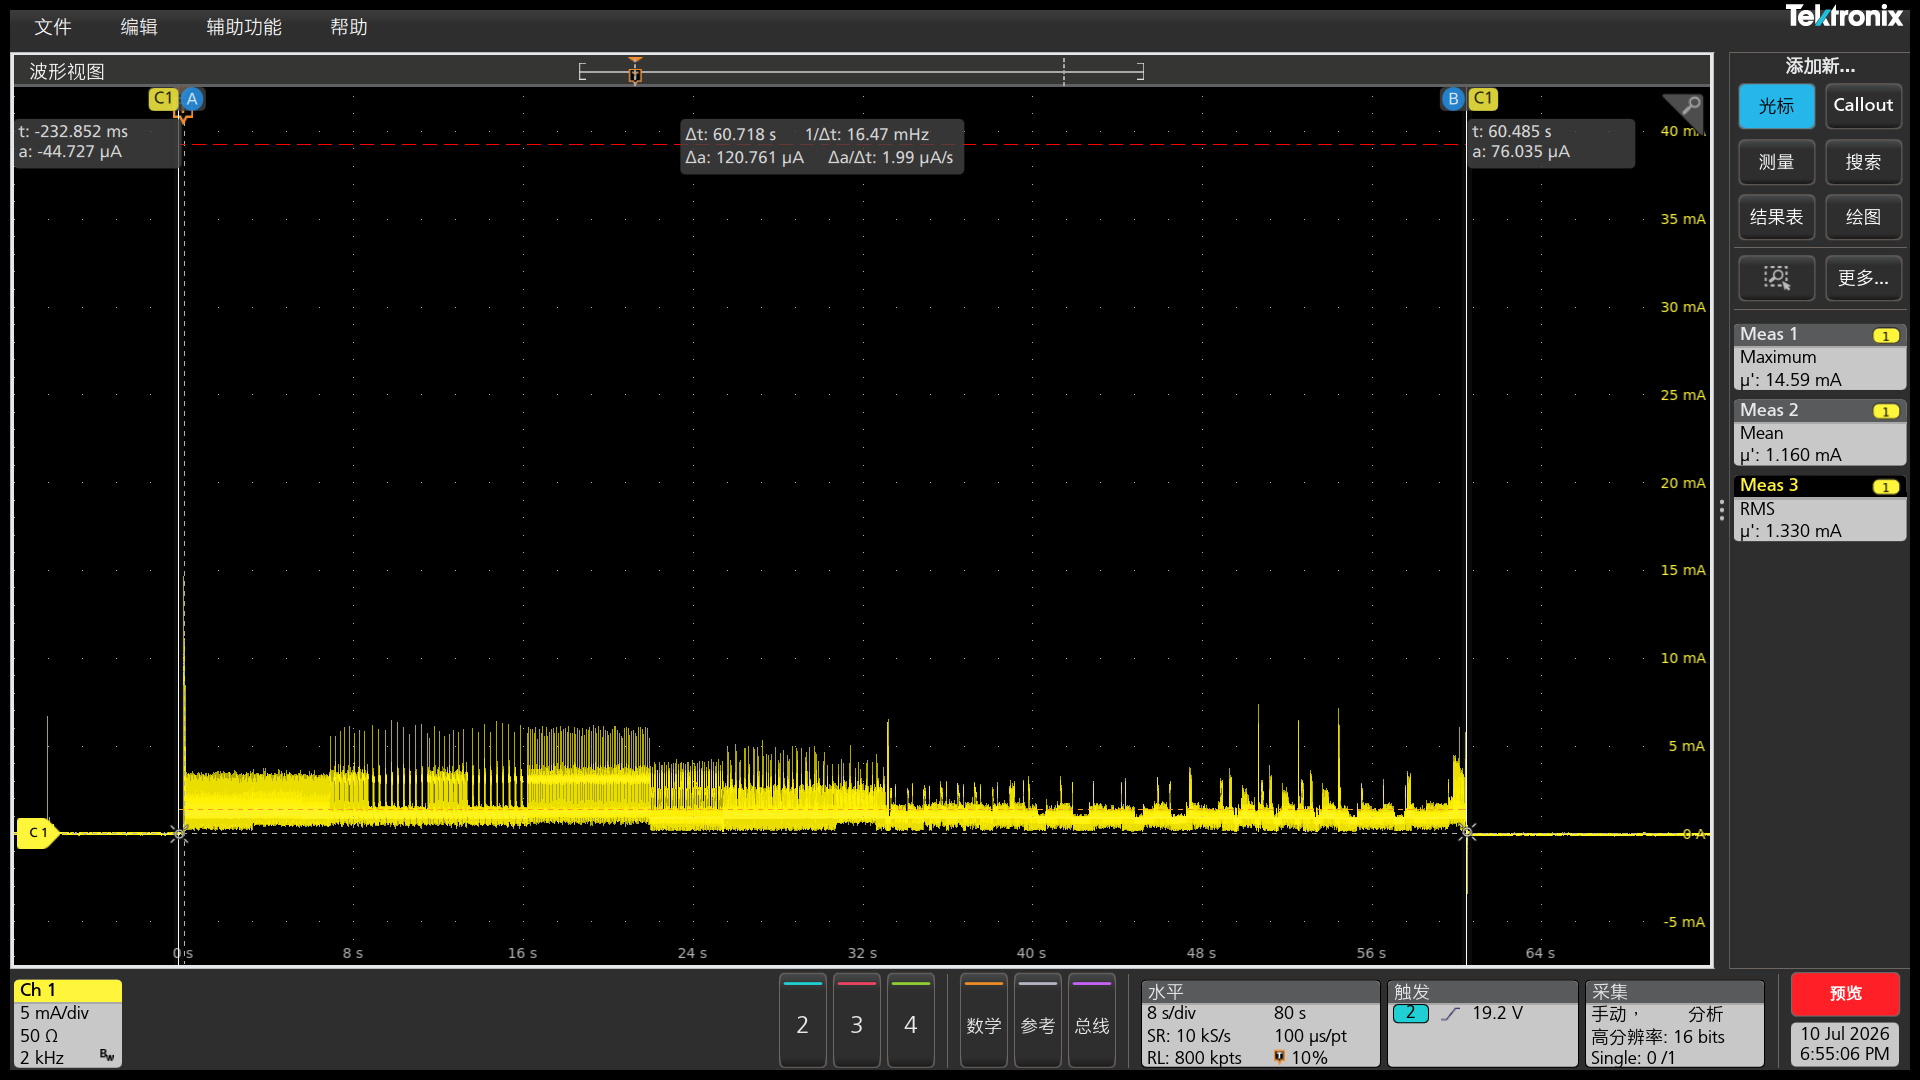 文件 编辑 辅助功能 帮助
Tektronix
波形视图
添加新...
C1 A
B C1
t: -232.852 ms
a: -44.727 µA
Δt: 60.718 s 1/Δt: 16.47 mHz
Δa: 120.761 µA Δa/Δt: 1.99 µA/s
t: 60.485 s
a: 76.035 µA
40 mA
35 mA
30 mA
25 mA
20 mA
15 mA
10 mA
5 mA
0 A
-5 mA
C1
0 s 8 s 16 s 24 s 32 s 40 s 48 s 56 s 64 s
光标 Callout
测量 搜索
结果表 绘图
更多...
Meas 1 1
Maximum
µ': 14.59 mA
Meas 2 1
Mean
µ': 1.160 mA
Meas 3 1
RMS
µ': 1.330 mA
Ch 1
5 mA/div
50 Ω
2 kHz Bw
2 3 4 数学 参考 总线
水平
8 s/div 80 s
SR: 10 kS/s 100 µs/pt
RL: 800 kpts T 10%
触发
2 19.2 V
采集
手动， 分析
高分辨率: 16 bits
Single: 0 /1
预览
10 Jul 2026
6:55:06 PM